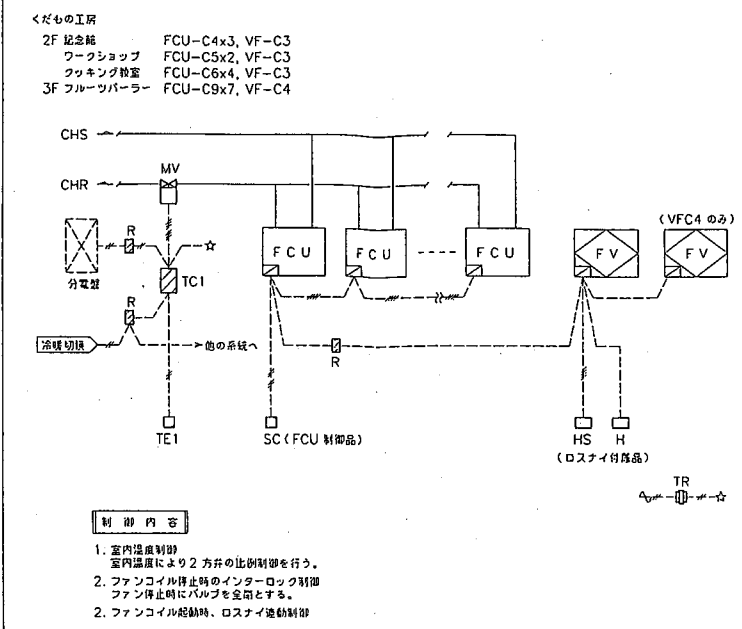 くだもの工房
2F 記念館 FCU-C4x3, VF-C3
ワークショップ FCU-C5x2, VF-C3
クッキング教室 FCU-C6x4, VF-C3
3F フルーツパーラー FCU-C9x7, VF-C4
CHS
MV
CHR
(VFC4 のみ)
R
☆
FCU
FCU
FCU
FV
FV
分電盤
TC1
R
冷暖切換
他の系統へ
R
TE1
SC(FCU 制御品)
HS
H
(ロスナイ付属品)
TR
☆
制御内容
1. 室内温度制御
室内温度により2方弁の比例制御を行う。
2. ファンコイル停止時のインターロック制御
ファン停止時にバルブを全閉とする。
2. ファンコイル起動時、ロスナイ連動制御